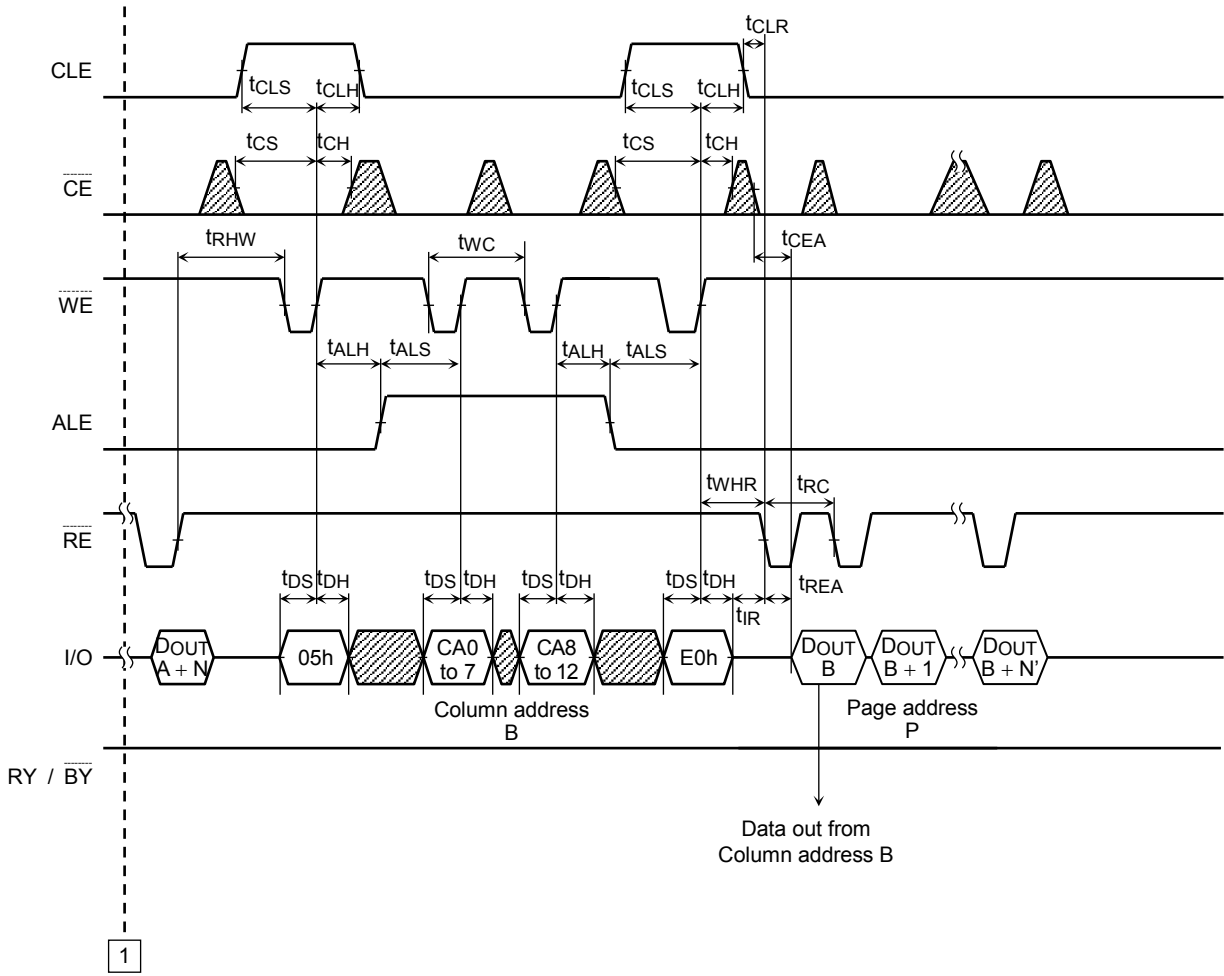 tCLR
CLE
tCLS tCLH tCLS tCLH
tCS tCH tCS tCH
CE
tRHW tWC tCEA
WE
tALH tALS tALH tALS
ALE
tWHR tRC
RE
tDS tDH tDS tDH tDS tDH tDS tDH tREA
tIR
I/O
DOUT
A + N
05h
CA0
to 7
CA8
to 12
E0h
DOUT
B
DOUT
B + 1
DOUT
B + N'
Column address
B
Page address
P
RY / BY
Data out from
Column address B
1